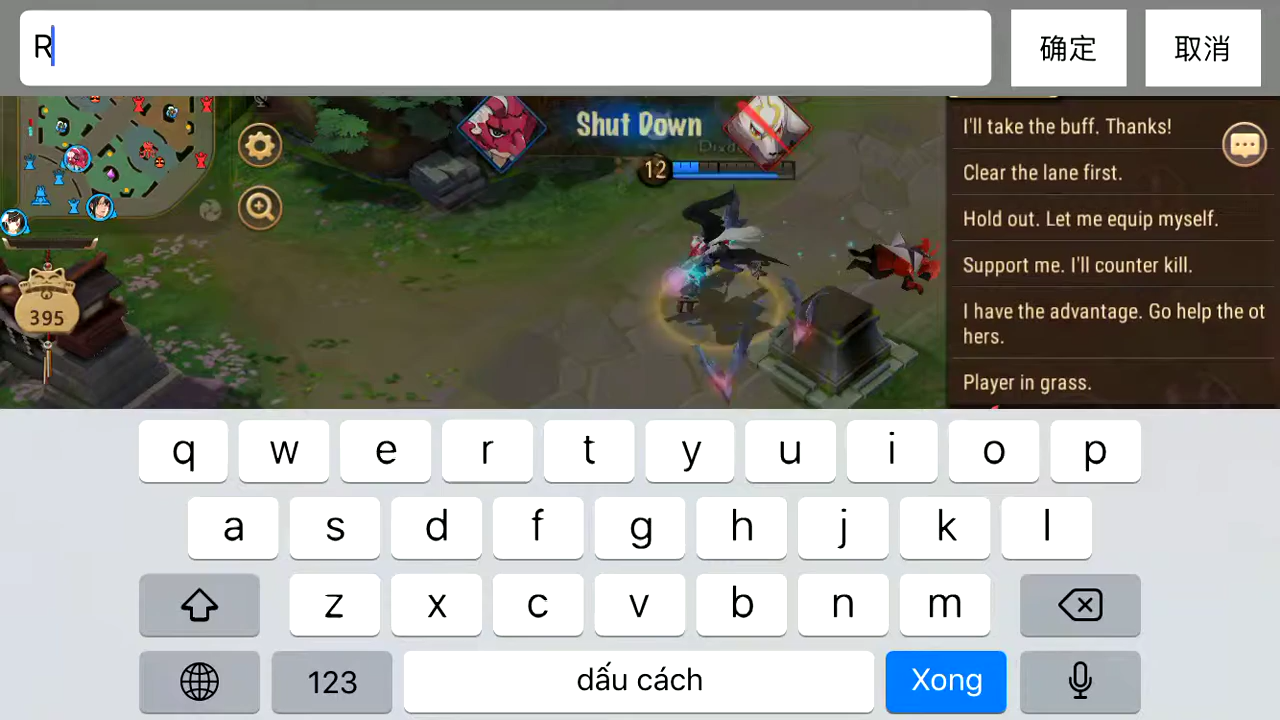 R
确定
取消
Shut Down
12
395
I'll take the buff. Thanks!
Clear the lane first.
Hold out. Let me equip myself.
Support me. I'll counter kill.
I have the advantage. Go help the ot
hers.
Player in grass.
q w e r t y u i o p
a s d f g h j k l
z x c v b n m
123
dấu cách
Xong